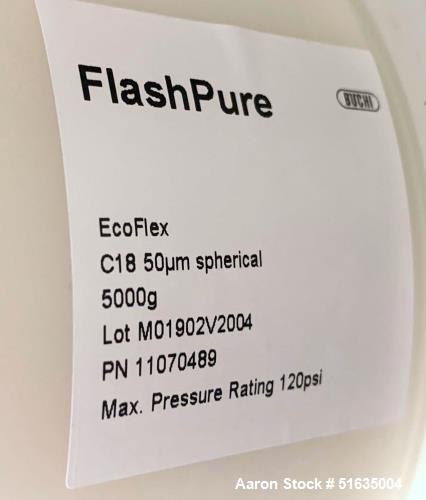 FlashPure
BUCHI
EcoFlex
C18 50µm spherical
5000g
Lot M01902V2004
PN 11070489
Max. Pressure Rating 120psi
Aaron Stock # 51635004